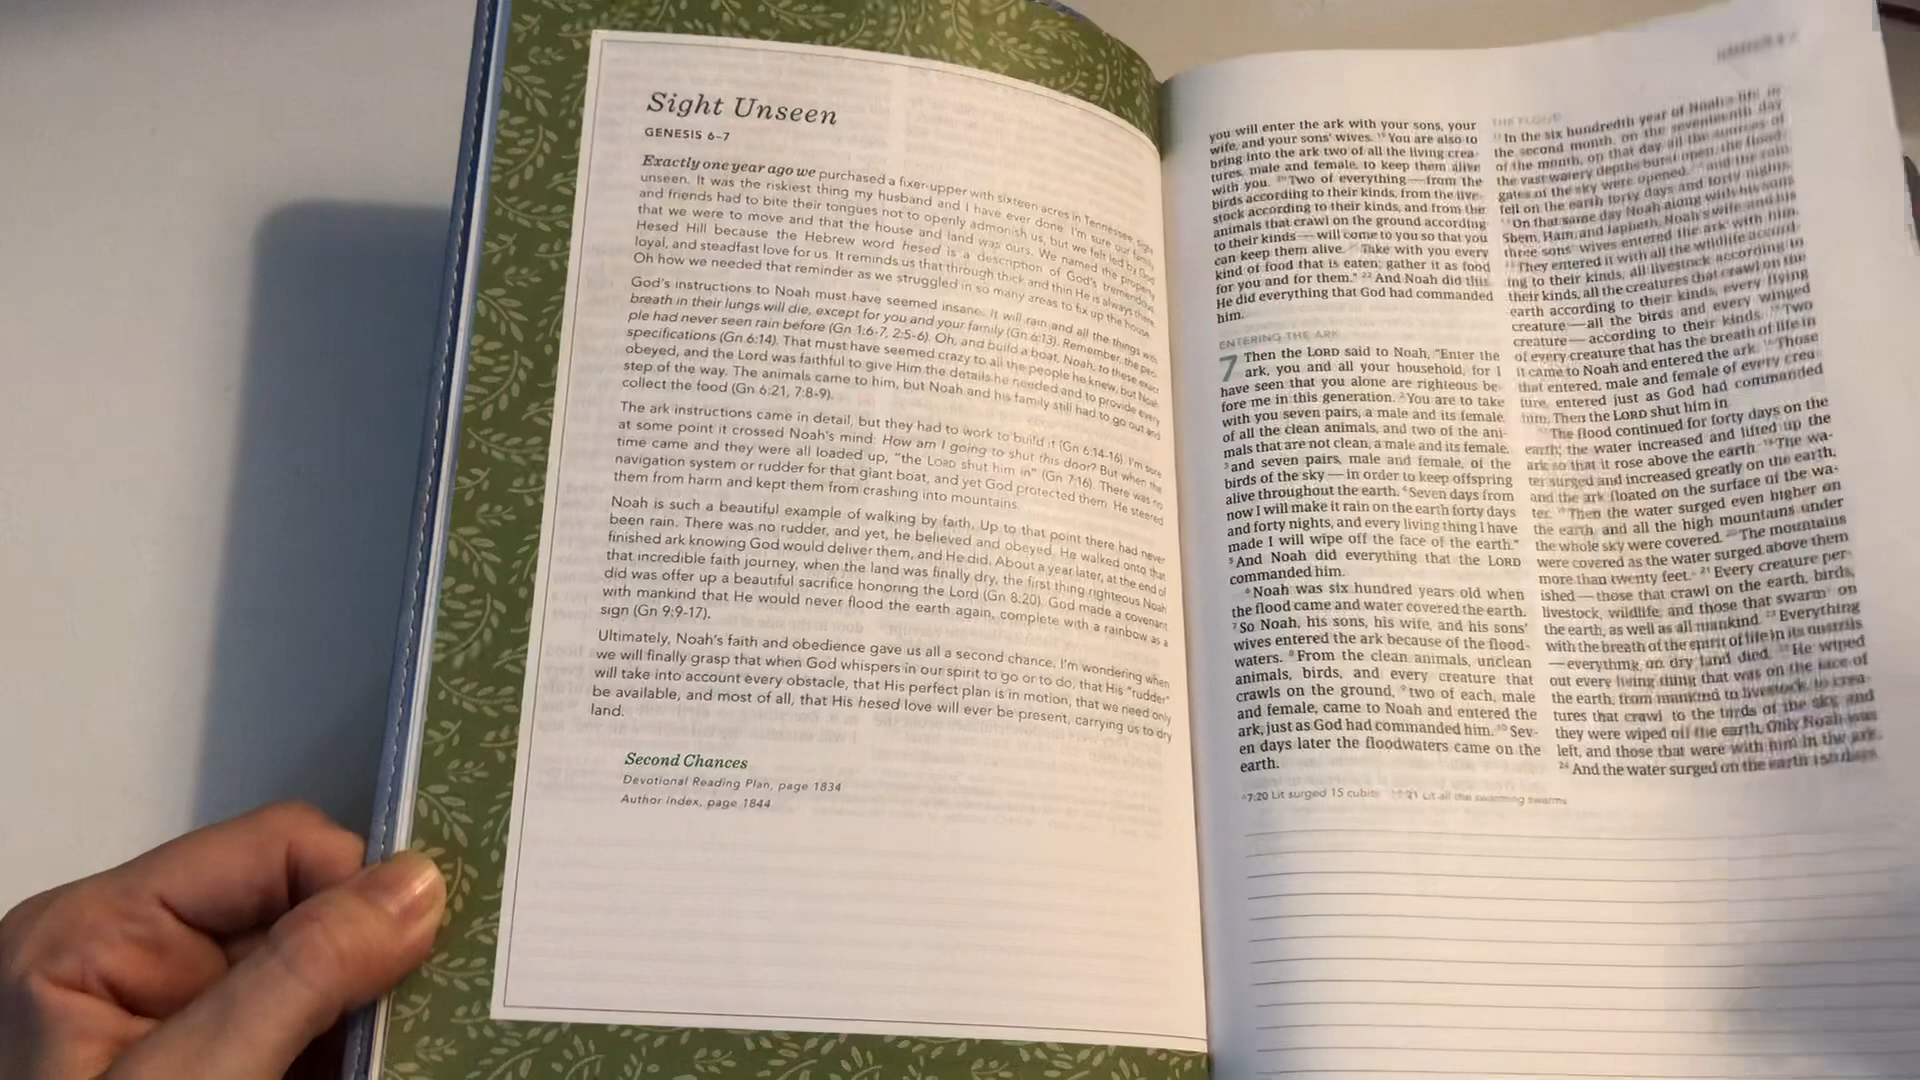 Sight Unseen
GENESIS 6–7
Exactly one year ago we purchased a fixer-upper with sixteen acres in Tennessee, sight
unseen. It was the riskiest thing my husband and I have ever done. I'm sure our family
and friends had to bite their tongues not to openly admonish us, but we felt led by God
that we were to move and that the house and land was ours. We named the property
Hesed Hill because the Hebrew word hesed is a description of God's tremendous,
loyal, and steadfast love for us. It reminds us that through thick and thin He is always there.
Oh how we needed that reminder as we struggled in so many areas to fix up the house.
God's instructions to Noah must have seemed insane. It will rain and all the things with
breath in their lungs will die, except for you and your family (Gn 6:13). Remember, the peo-
ple had never seen rain before (Gn 1:6-7, 2:5-6). Oh, and build a boat, Noah, to these exact
specifications (Gn 6:14). That must have seemed crazy to all the people he knew, but Noah
obeyed, and the Lord was faithful to give Him the details he needed and to provide every
step of the way. The animals came to him, but Noah and his family still had to go out and
collect the food (Gn 6:21, 7:8-9).
The ark instructions came in detail, but they had to work to build it (Gn 6:14-16). I'm sure
at some point it crossed Noah's mind: How am I going to shut this door? But when the
time came and they were all loaded up, "the LORD shut him in" (Gn 7:16). There was no
navigation system or rudder for that giant boat, and yet God protected them. He steered
them from harm and kept them from crashing into mountains.
Noah is such a beautiful example of walking by faith. Up to that point there had never
been rain. There was no rudder, and yet, he believed and obeyed. He walked onto that
finished ark knowing God would deliver them, and He did. About a year later, at the end of
that incredible faith journey, when the land was finally dry, the first thing righteous Noah
did was offer up a beautiful sacrifice honoring the Lord (Gn 8:20). God made a covenant
with mankind that He would never flood the earth again, complete with a rainbow as a
sign (Gn 9:9-17).
Ultimately, Noah's faith and obedience gave us all a second chance. I'm wondering when
we will finally grasp that when God whispers in our spirit to go or to do, that His "rudder"
will take into account every obstacle, that His perfect plan is in motion, that we need only
be available, and most of all, that His hesed love will ever be present, carrying us to dry
land.
Second Chances
Devotional Reading Plan, page 1834
Author index, page 1844
you will enter the ark with your sons, your
wife, and your sons' wives. 19 You are also to
bring into the ark two of all the living crea-
tures, male and female, to keep them alive
with you. 20 Two of everything — from the
birds according to their kinds, from the live-
stock according to their kinds, and from the
animals that crawl on the ground according
to their kinds — will come to you so that you
can keep them alive. 21 Take with you every
kind of food that is eaten; gather it as food
for you and for them." 22 And Noah did this.
He did everything that God had commanded
him.
ENTERING THE ARK
7 Then the LORD said to Noah, "Enter the
ark, you and all your household, for I
have seen that you alone are righteous be-
fore me in this generation. 2 You are to take
with you seven pairs, a male and its female,
of all the clean animals, and two of the ani-
mals that are not clean, a male and its female,
3 and seven pairs, male and female, of the
birds of the sky — in order to keep offspring
alive throughout the earth. 4 Seven days from
now I will make it rain on the earth forty days
and forty nights, and every living thing I have
made I will wipe off the face of the earth."
5 And Noah did everything that the LORD
commanded him.
6 Noah was six hundred years old when
the flood came and water covered the earth.
7 So Noah, his sons, his wife, and his sons'
wives entered the ark because of the flood-
waters. 8 From the clean animals, unclean
animals, birds, and every creature that
crawls on the ground, 9 two of each, male
and female, came to Noah and entered the
ark, just as God had commanded him. 10 Sev-
en days later the floodwaters came on the
earth.
THE FLOOD
11 In the six hundredth year of Noah's life, in
the second month, on the seventeenth day
of the month, on that day all the sources of
the vast watery depths burst open, the flood-
gates of the sky were opened, 12 and the rain
fell on the earth forty days and forty nights.
13 On that same day Noah along with his sons
Shem, Ham, and Japheth, Noah's wife, and his
three sons' wives entered the ark with him.
14 They entered it with all the wildlife accord-
ing to their kinds, all livestock according to
their kinds, all the creatures that crawl on the
earth according to their kinds, every flying
creature — all the birds and every winged
creature — according to their kinds. 15 Two
of every creature that has the breath of life in
it came to Noah and entered the ark. 16 Those
that entered, male and female of every crea-
ture, entered just as God had commanded
him. Then the LORD shut him in.
17 The flood continued for forty days on the
earth; the water increased and lifted up the
ark so that it rose above the earth. 18 The wa-
ter surged and increased greatly on the earth,
and the ark floated on the surface of the wa-
ter. 19 Then the water surged even higher on
the earth, and all the high mountains under
the whole sky were covered. 20 The mountains
were covered as the water surged above them
more than twenty feet. 21 Every creature per-
ished — those that crawl on the earth, birds,
livestock, wildlife, and those that swarm on
the earth, as well as all mankind. 22 Everything
with the breath of the spirit of life in its nostrils
— everything on dry land died. 23 He wiped
out every living thing that was on the face of
the earth, from mankind to livestock, to crea-
tures that crawl, to the birds of the sky, and
they were wiped off the earth. Only Noah was
left, and those that were with him in the ark.
24 And the water surged on the earth 150 days.
7:20 Lit surged 15 cubits 7:21 Lit all the swarming swarms